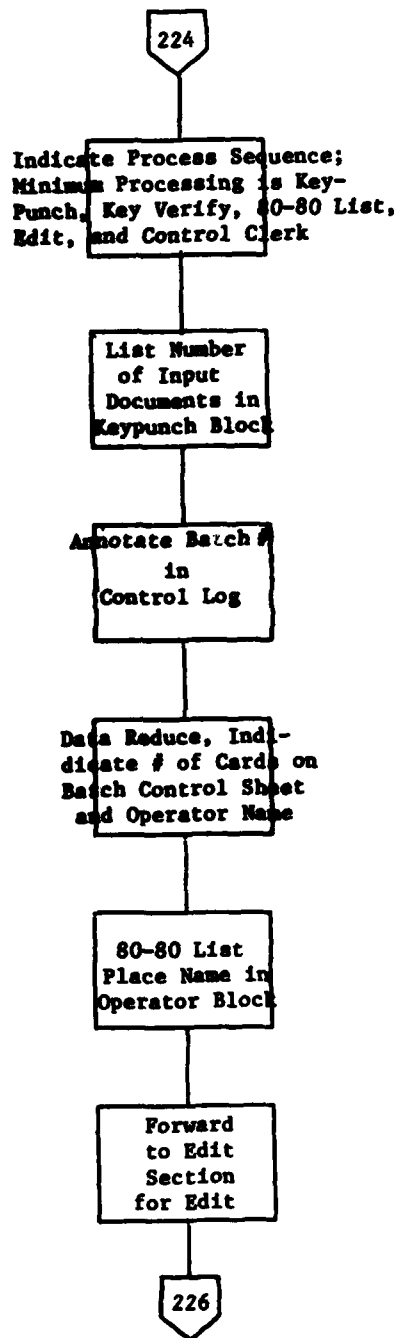 224
Indicate Process Sequence;
Minimum Processing is Key-
Punch, Key Verify, 80-80 List,
Edit, and Control Clerk
List Number
of Input
Documents in
Keypunch Block
Annotate Batch #
in
Control Log
Data Reduce, Indi-
dicate # of Cards on
Batch Control Sheet
and Operator Name
80-80 List
Place Name in
Operator Block
Forward
to Edit
Section
for Edit
226